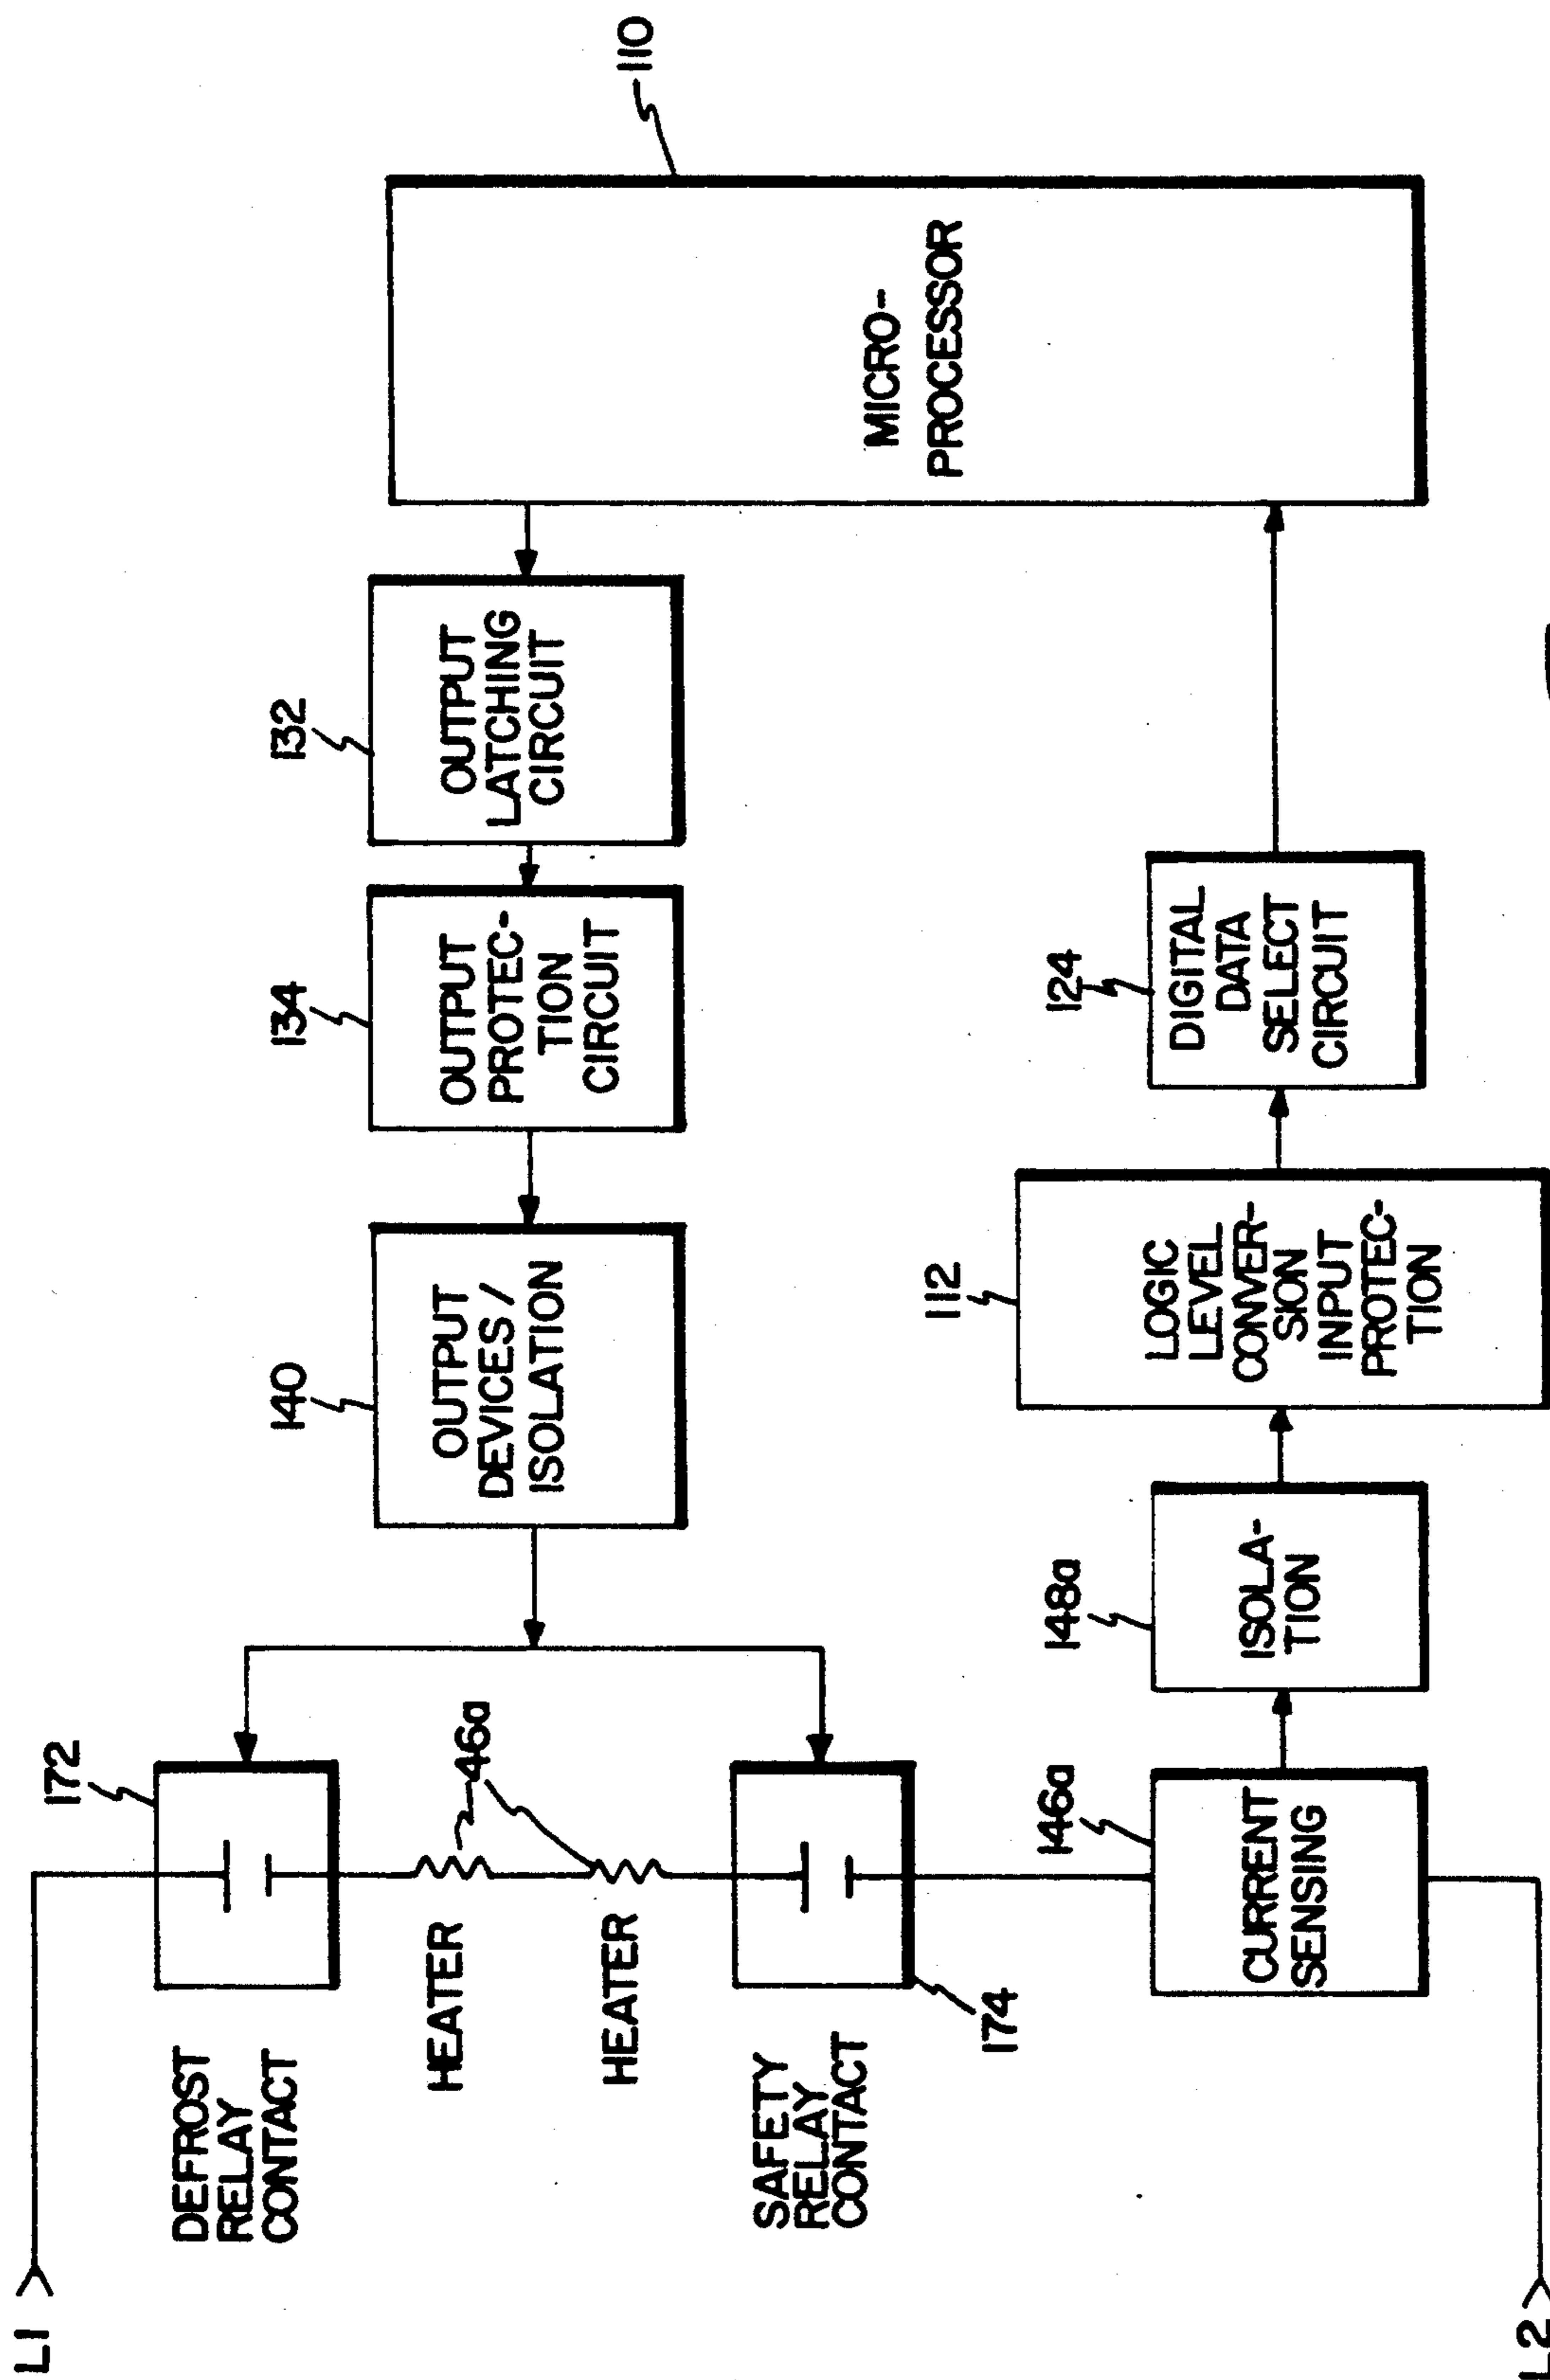 L1
DEFROST
RELAY
CONTACT
172
HEATER
46a
HEATER
SAFETY
RELAY
CONTACT
174
L2
140
OUTPUT
DEVICES /
ISOLATION
134
OUTPUT
PROTEC-
TION
CIRCUIT
132
OUTPUT
LATCHING
CIRCUIT
110
MICRO-
PROCESSOR
146a
CURRENT
SENSING
148a
ISOLA-
TION
112
LOGIC
LEVEL
CONVER-
SION
INPUT
PROTEC-
TION
124
DIGITAL
DATA
SELECT
CIRCUIT